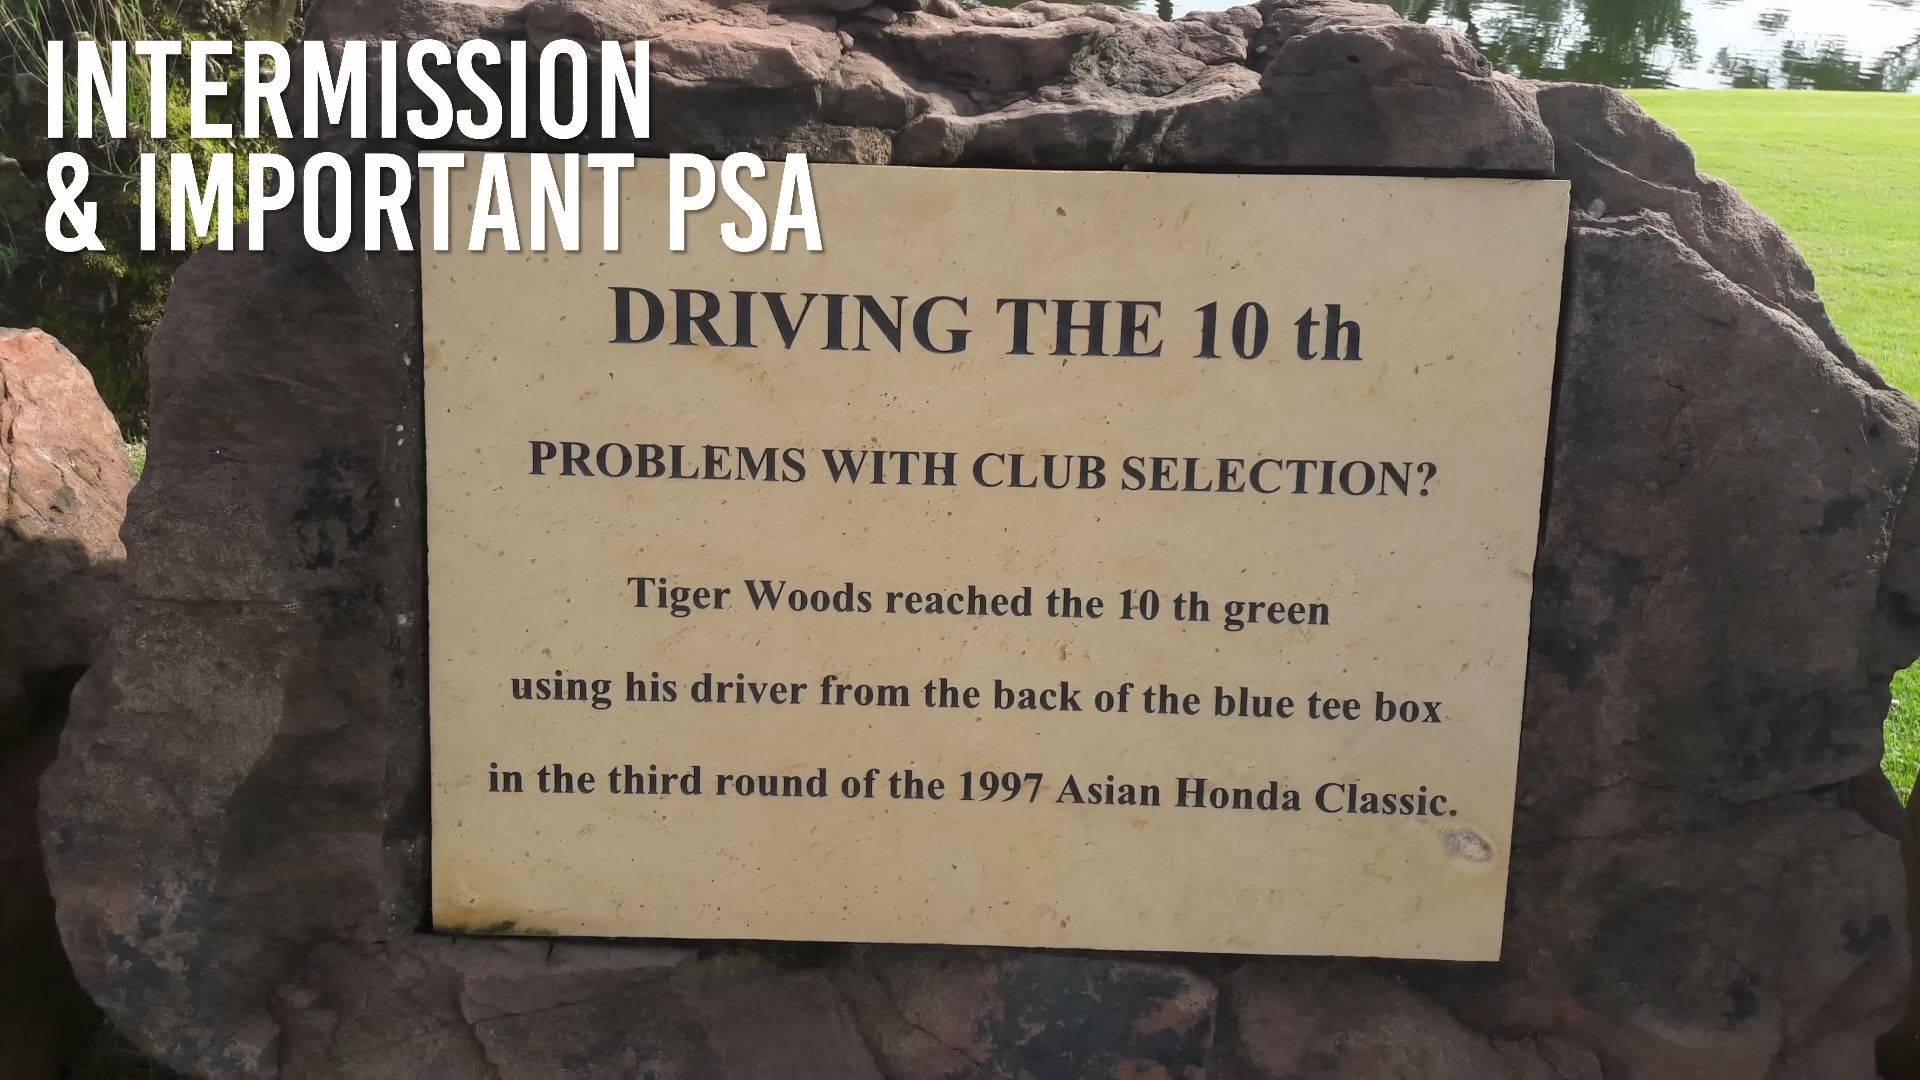 INTERMISSION
& IMPORTANT PSA
DRIVING THE 10 th
PROBLEMS WITH CLUB SELECTION?
Tiger Woods reached the 10 th green
using his driver from the back of the blue tee box
in the third round of the 1997 Asian Honda Classic.